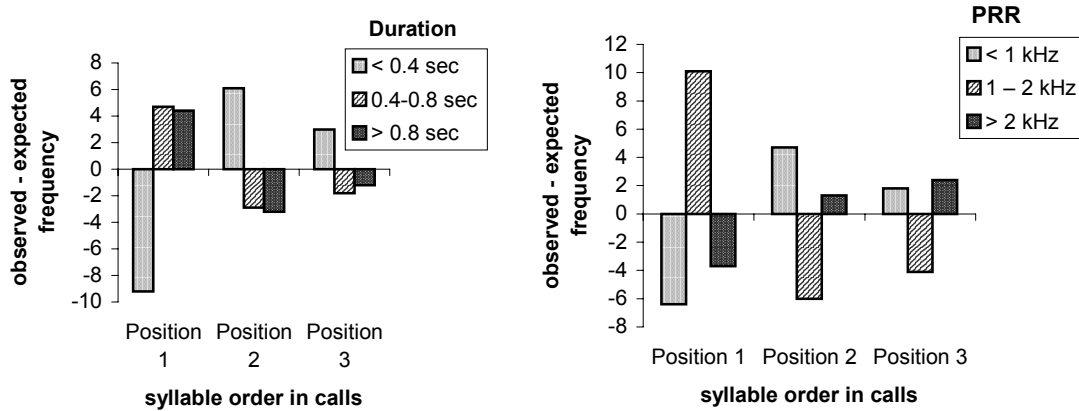 Duration
< 0.4 sec
0.4-0.8 sec
> 0.8 sec
observed - expected
frequency
8
6
4
2
0
-2
-4
-6
-8
-10
Position Position Position
1 2 3
syllable order in calls
PRR
< 1 kHz
1 – 2 kHz
> 2 kHz
observed - expected
frequency
12
10
8
6
4
2
0
-2
-4
-6
-8
Position 1 Position 2 Position 3
syllable order in calls